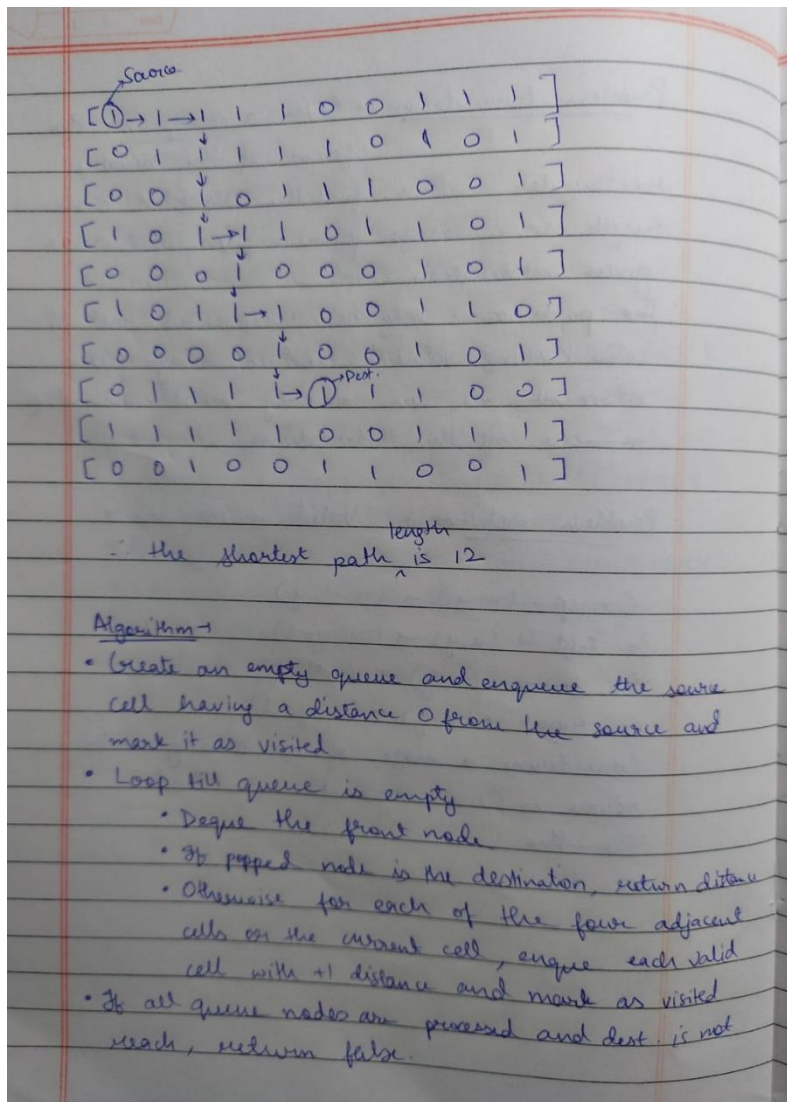 Source
[ 1 → 1 → 1 1 1 0 0 1 1 1 ]
[ 0 1 1 1 1 1 0 1 0 1 ]
[ 0 0 1 0 1 1 1 0 0 1 ]
[ 1 0 1 → 1 1 0 1 1 0 1 ]
[ 0 0 0 1 0 0 0 1 0 1 ]
[ 1 0 1 1 → 1 0 0 1 1 0 ]
[ 0 0 0 0 1 0 0 1 0 1 ]
[ 0 1 1 1 1 → 1 → Dest. 1 1 0 0 ]
[ 1 1 1 1 1 0 0 1 1 1 ]
[ 0 0 1 0 0 1 1 0 0 1 ]
∴ the shortest path length is 12
Algorithm →
• Create an empty queue and enqueue the source
cell having a distance 0 from the source and
mark it as visited
• Loop till queue is empty
• Deque the front node
• If popped node is the destination, return distance
• Otherwise for each of the four adjacent
cells on the current cell, enque each valid
cell with +1 distance and mark as visited
• If all queue nodes are processed and dest. is not
reach, return false.